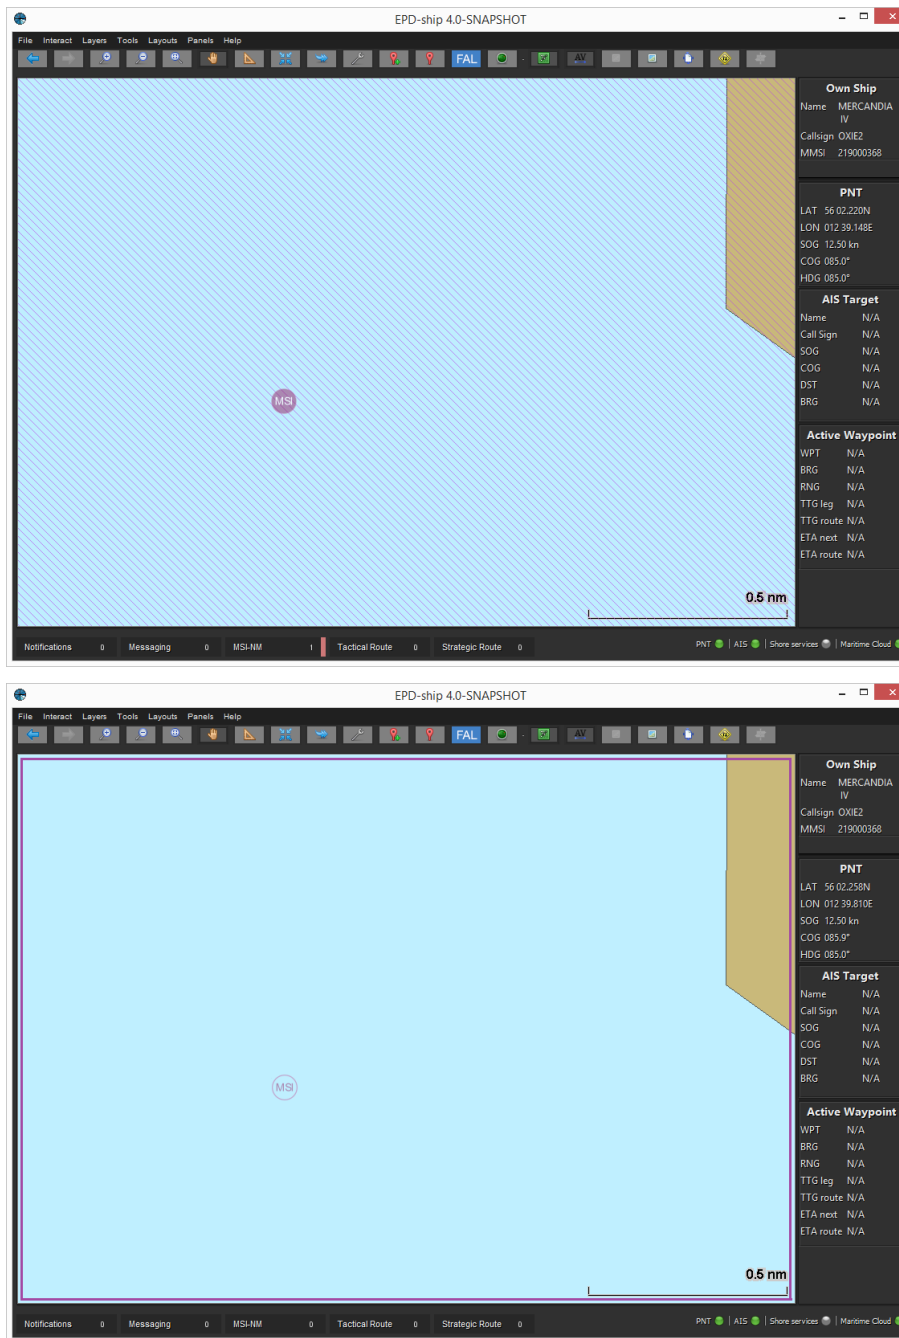 EPD-ship 4.0-SNAPSHOT
File Interact Layers Tools Layouts Panels Help
FAL AV
Own Ship
Name MERCANDIA
IV
Callsign OXIE2
MMSI 219000368
PNT
LAT 56 02.220N
LON 012 39.148E
SOG 12.50 kn
COG 085.0°
HDG 085.0°
AIS Target
Name N/A
Call Sign N/A
SOG N/A
COG N/A
DST N/A
BRG N/A
MSI
Active Waypoint
WPT N/A
BRG N/A
RNG N/A
TTG leg N/A
TTG route N/A
ETA next N/A
ETA route N/A
0.5 nm
Notifications 0 Messaging 0 MSI-NM 1 Tactical Route 0 Strategic Route 0 PNT | AIS | Shore services | Maritime Cloud
EPD-ship 4.0-SNAPSHOT
File Interact Layers Tools Layouts Panels Help
FAL AV
Own Ship
Name MERCANDIA
IV
Callsign OXIE2
MMSI 219000368
PNT
LAT 56 02.258N
LON 012 39.810E
SOG 12.50 kn
COG 085.9°
HDG 085.0°
AIS Target
Name N/A
Call Sign N/A
SOG N/A
COG N/A
DST N/A
BRG N/A
MSI
Active Waypoint
WPT N/A
BRG N/A
RNG N/A
TTG leg N/A
TTG route N/A
ETA next N/A
ETA route N/A
0.5 nm
Notifications 0 Messaging 0 MSI-NM 0 Tactical Route 0 Strategic Route 0 PNT | AIS | Shore services | Maritime Cloud